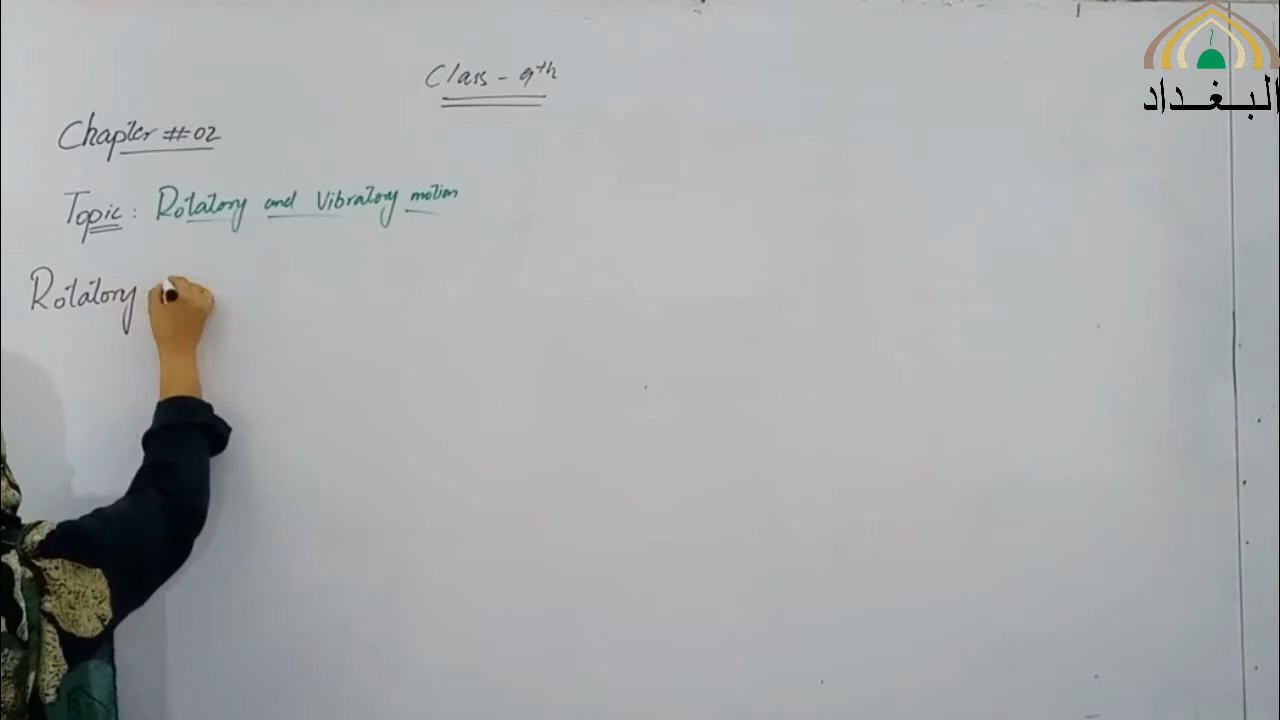 Class - 9th
Chapter #02
Topic: Rotatory and Vibratory motion
Rotatory
البغداد